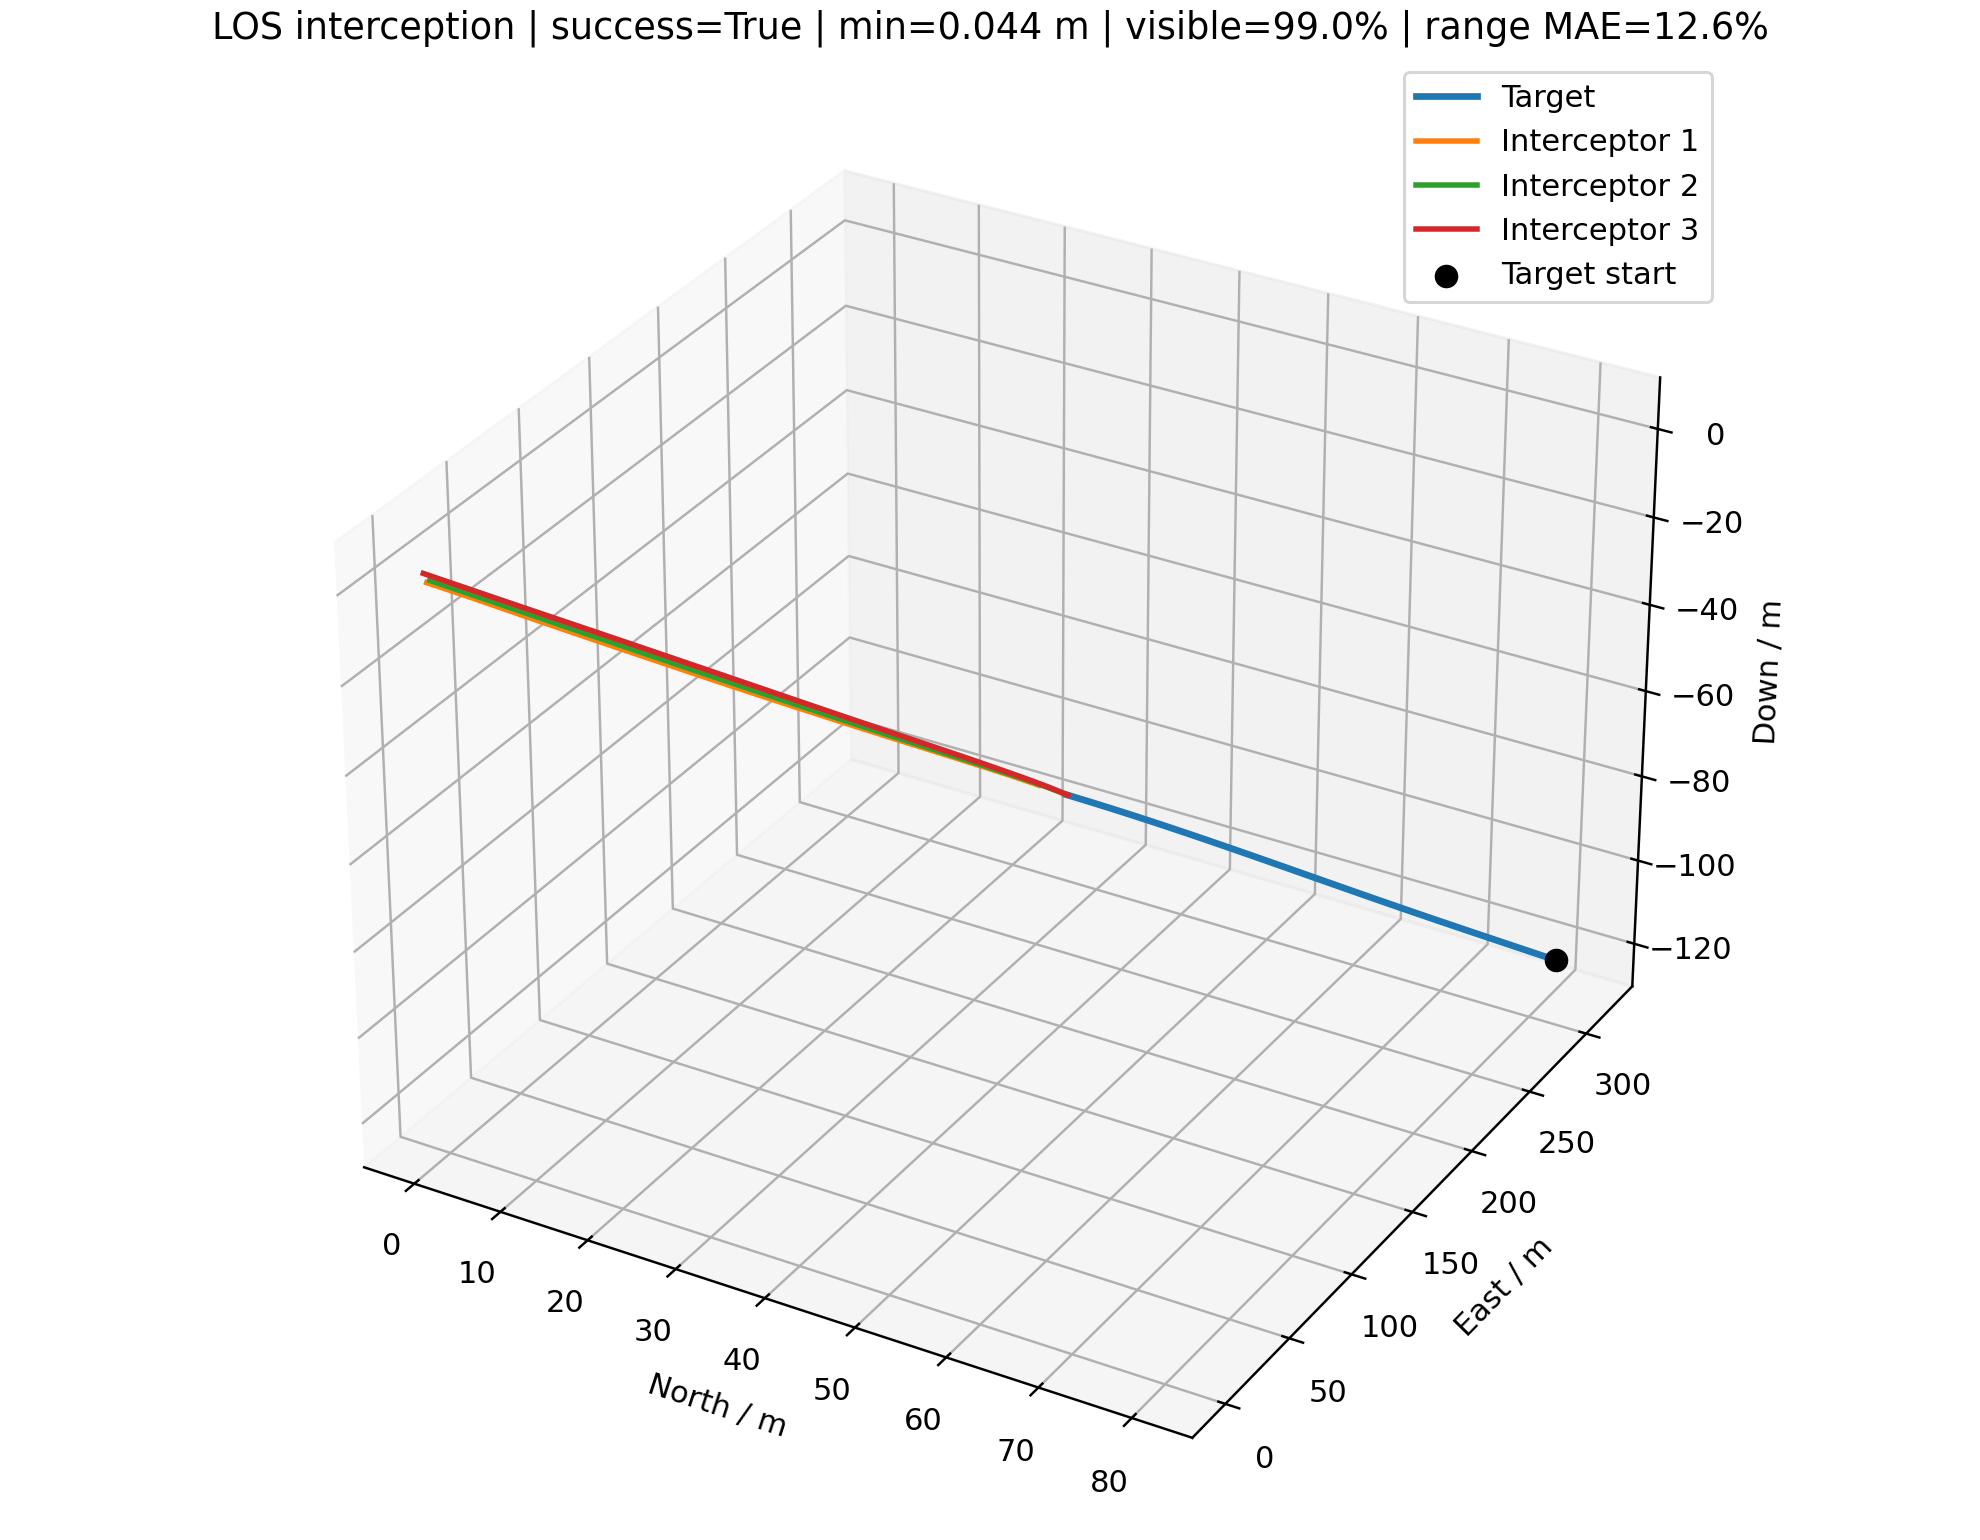 LOS interception | success=True | min=0.044 m | visible=99.0% | range MAE=12.6%
Target
Interceptor 1
Interceptor 2
Interceptor 3
Target start
0
−20
−40
−60
−80
−100
−120
Down / m
300
250
200
150
100
50
0
East / m
0
10
20
30
40
50
60
70
80
North / m